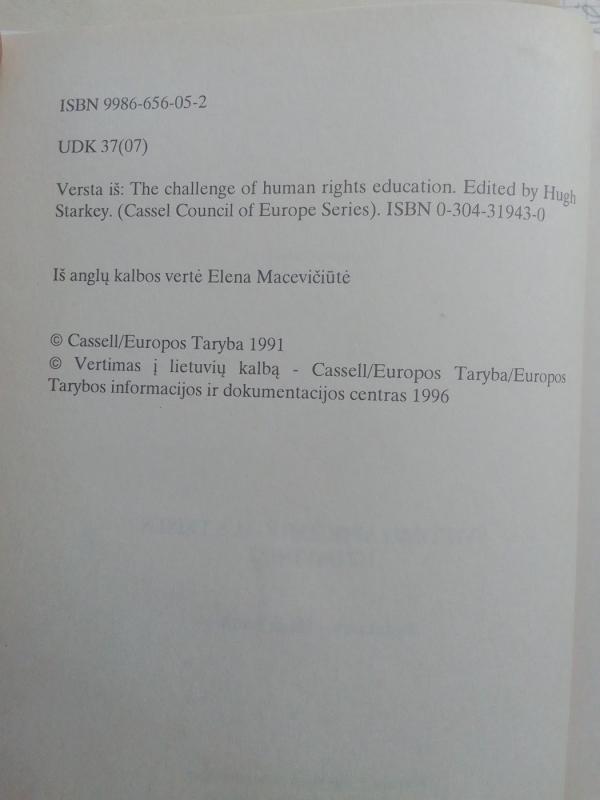 ISBN 9986-656-05-2
UDK 37(07)
Versta iš: The challenge of human rights education. Edited by Hugh
Starkey. (Cassel Council of Europe Series). ISBN 0-304-31943-0
Iš anglų kalbos vertė Elena Macevičiūtė
© Cassell/Europos Taryba 1991
© Vertimas į lietuvių kalbą - Cassell/Europos Taryba/Europos
Tarybos informacijos ir dokumentacijos centras 1996